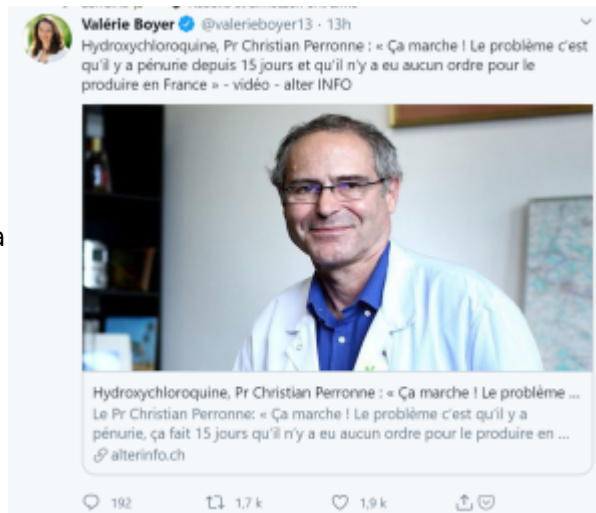 Valérie Boyer @valerieboyer13 · 13h
Hydroxychloroquine, Pr Christian Perronne : « Ça marche ! Le problème c'est
qu'il y a pénurie depuis 15 jours et qu'il n'y a eu aucun ordre pour le
produire en France » - vidéo - alter INFO
a
Hydroxychloroquine, Pr Christian Perronne : « Ça marche ! Le problème ...
Le Pr Christian Perronne: « Ça marche ! Le problème c'est qu'il y a
pénurie, ça fait 15 jours qu'il n'y a eu aucun ordre pour le produire en ...
alterinfo.ch
192 1,7 k 1,9 k